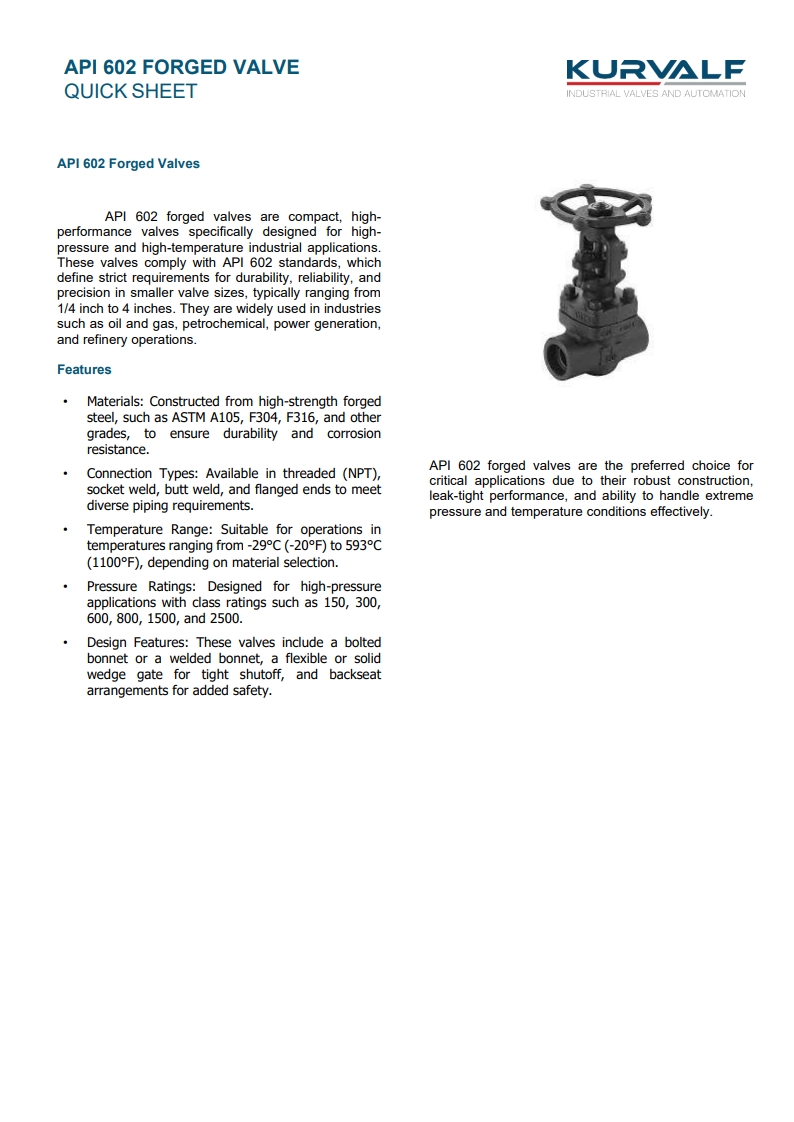 API 602 FORGED VALVE
QUICK SHEET
KURVALF
INDUSTRIAL VALVES AND AUTOMATION
API 602 Forged Valves
API 602 forged valves are compact, high-
performance valves specifically designed for high-
pressure and high-temperature industrial applications.
These valves comply with API 602 standards, which
define strict requirements for durability, reliability, and
precision in smaller valve sizes, typically ranging from
1/4 inch to 4 inches. They are widely used in industries
such as oil and gas, petrochemical, power generation,
and refinery operations.
Features
• Materials: Constructed from high-strength forged
steel, such as ASTM A105, F304, F316, and other
grades, to ensure durability and corrosion
resistance.
• Connection Types: Available in threaded (NPT),
socket weld, butt weld, and flanged ends to meet
diverse piping requirements.
• Temperature Range: Suitable for operations in
temperatures ranging from -29°C (-20°F) to 593°C
(1100°F), depending on material selection.
• Pressure Ratings: Designed for high-pressure
applications with class ratings such as 150, 300,
600, 800, 1500, and 2500.
• Design Features: These valves include a bolted
bonnet or a welded bonnet, a flexible or solid
wedge gate for tight shutoff, and backseat
arrangements for added safety.
API 602 forged valves are the preferred choice for
critical applications due to their robust construction,
leak-tight performance, and ability to handle extreme
pressure and temperature conditions effectively.